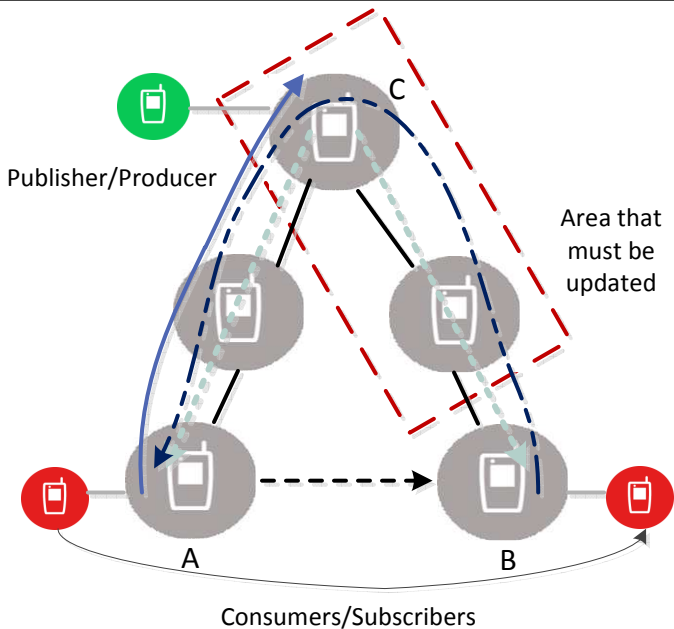 C
Publisher/Producer
Area that
must be
updated
A
B
Consumers/Subscribers